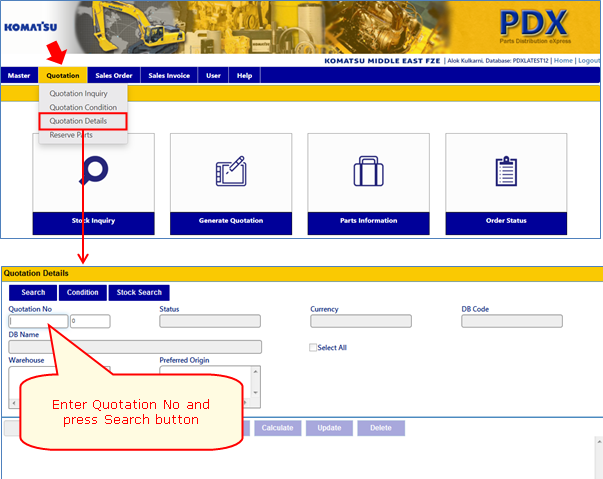 KOMATSU
PDX
Parts Distribution eXpress
KOMATSU MIDDLE EAST FZE | Alok Kulkarni, Database: PDXLATEST12 | Home | Logout
Master Quotation Sales Order Sales Invoice User Help
Quotation Inquiry
Quotation Condition
Quotation Details
Reserve Parts
Stock Inquiry Generate Quotation Parts Information Order Status
Quotation Details
Search Condition Stock Search
Quotation No Status Currency DB Code
0
DB Name
Select All
Warehouse Preferred Origin
Enter Quotation No and
press Search button
Calculate Update Delete